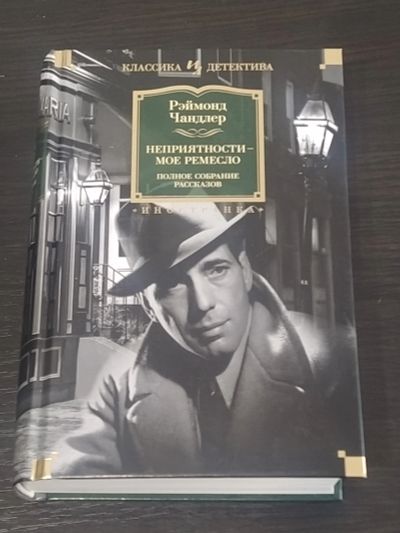 КЛАССИКА И ДЕТЕКТИВА
Рэймонд
Чандлер
НЕПРИЯТНОСТИ –
МОЕ РЕМЕСЛО
ПОЛНОЕ СОБРАНИЕ
РАССКАЗОВ
•ИНОСТРАНКА•